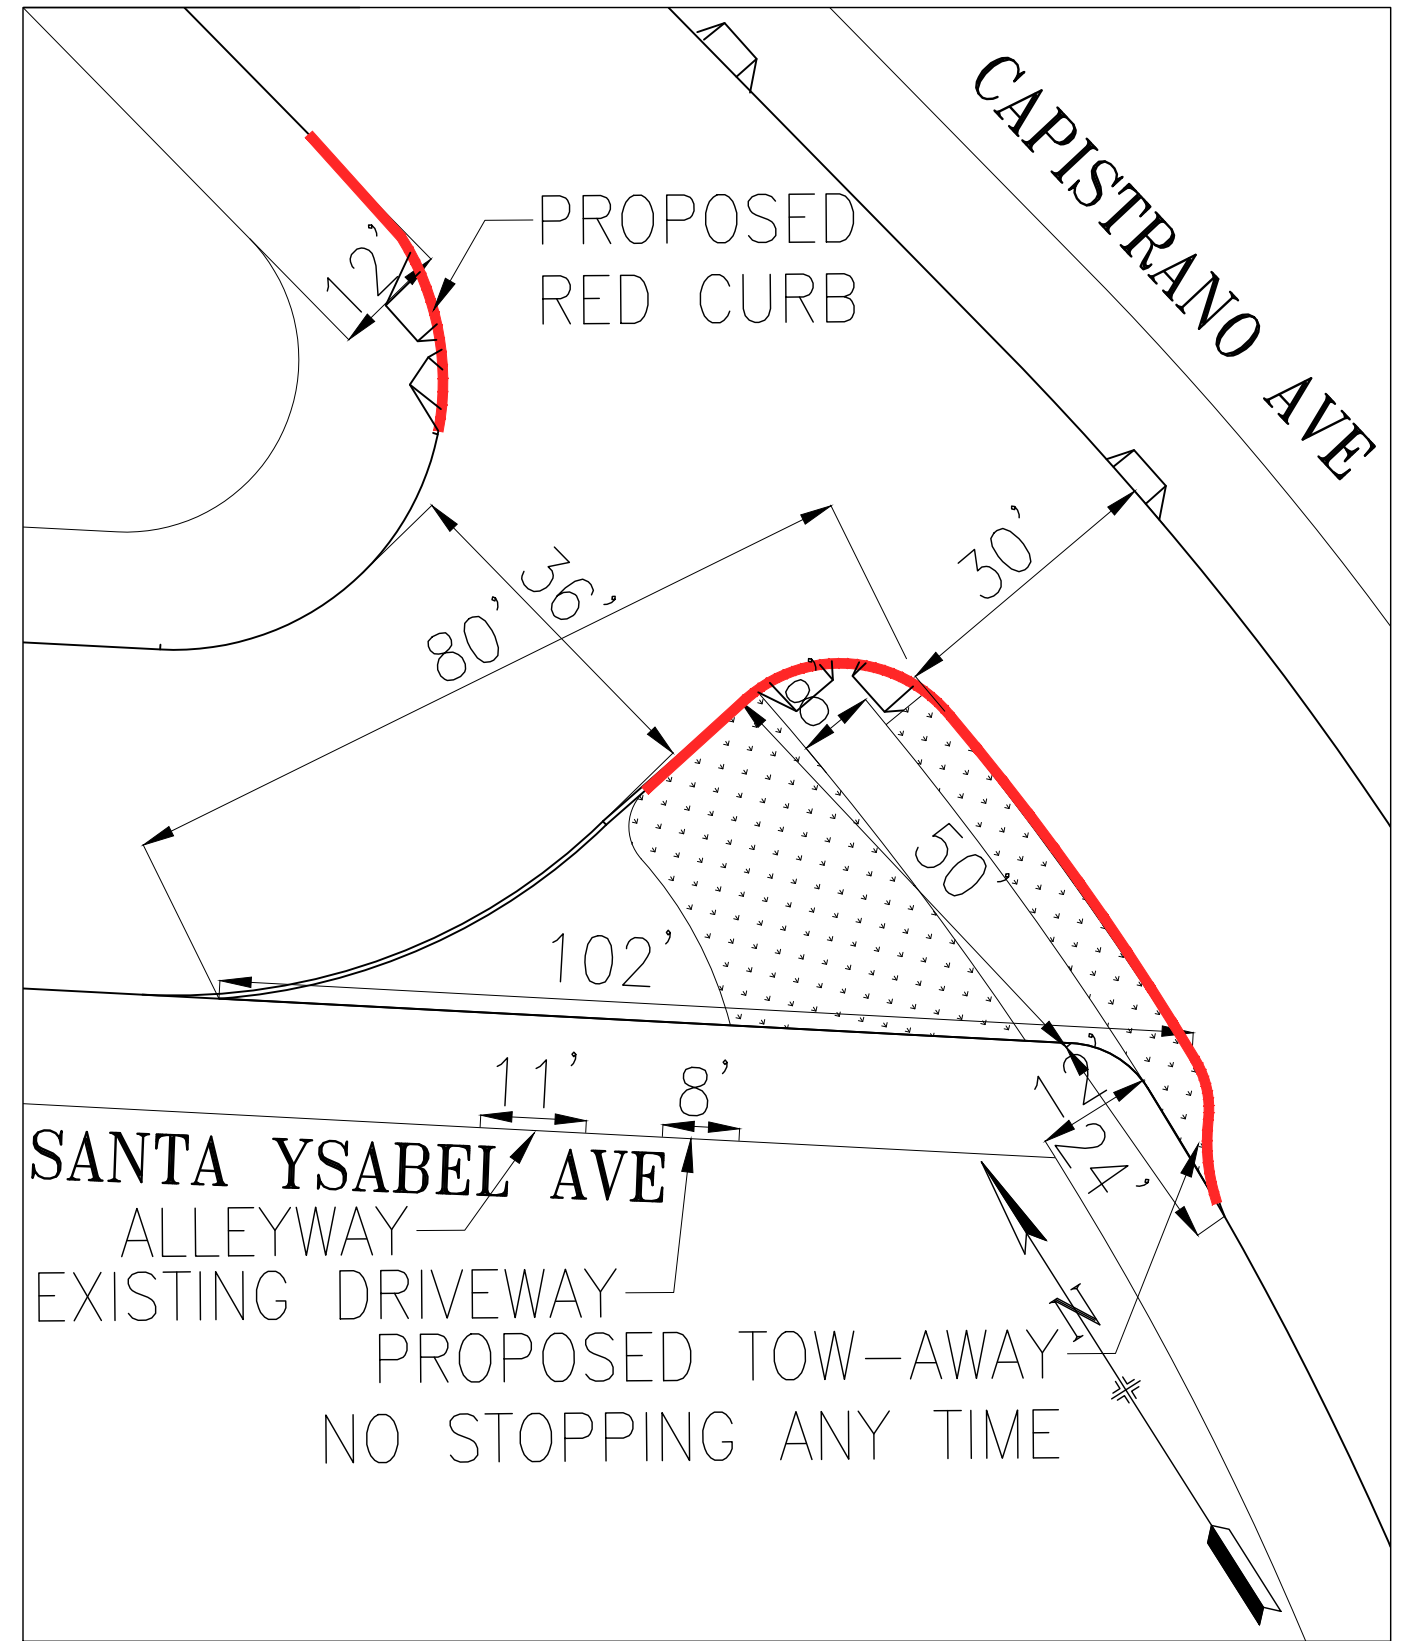 CAPISTRANO AVE
PROPOSED
RED CURB
12'
36'
80'
30'
8'
50'
102'
11'
8'
12'
24'
SANTA YSABEL AVE
ALLEYWAY
EXISTING DRIVEWAY
PROPOSED TOW-AWAY
NO STOPPING ANY TIME
N